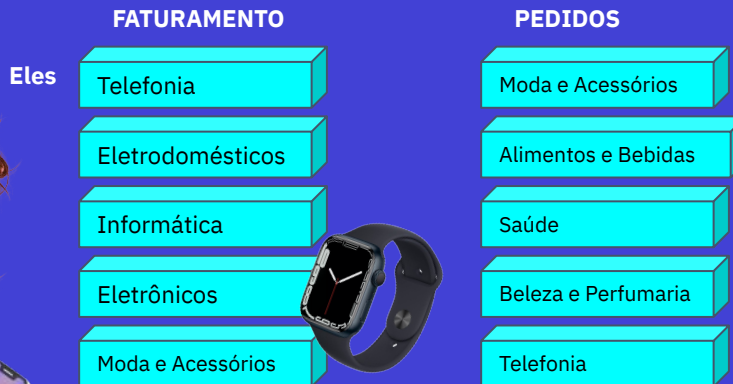 FATURAMENTO
PEDIDOS
Eles
Telefonia
Moda e Acessórios
Eletrodomésticos
Alimentos e Bebidas
Informática
Saúde
Eletrônicos
Beleza e Perfumaria
Moda e Acessórios
Telefonia